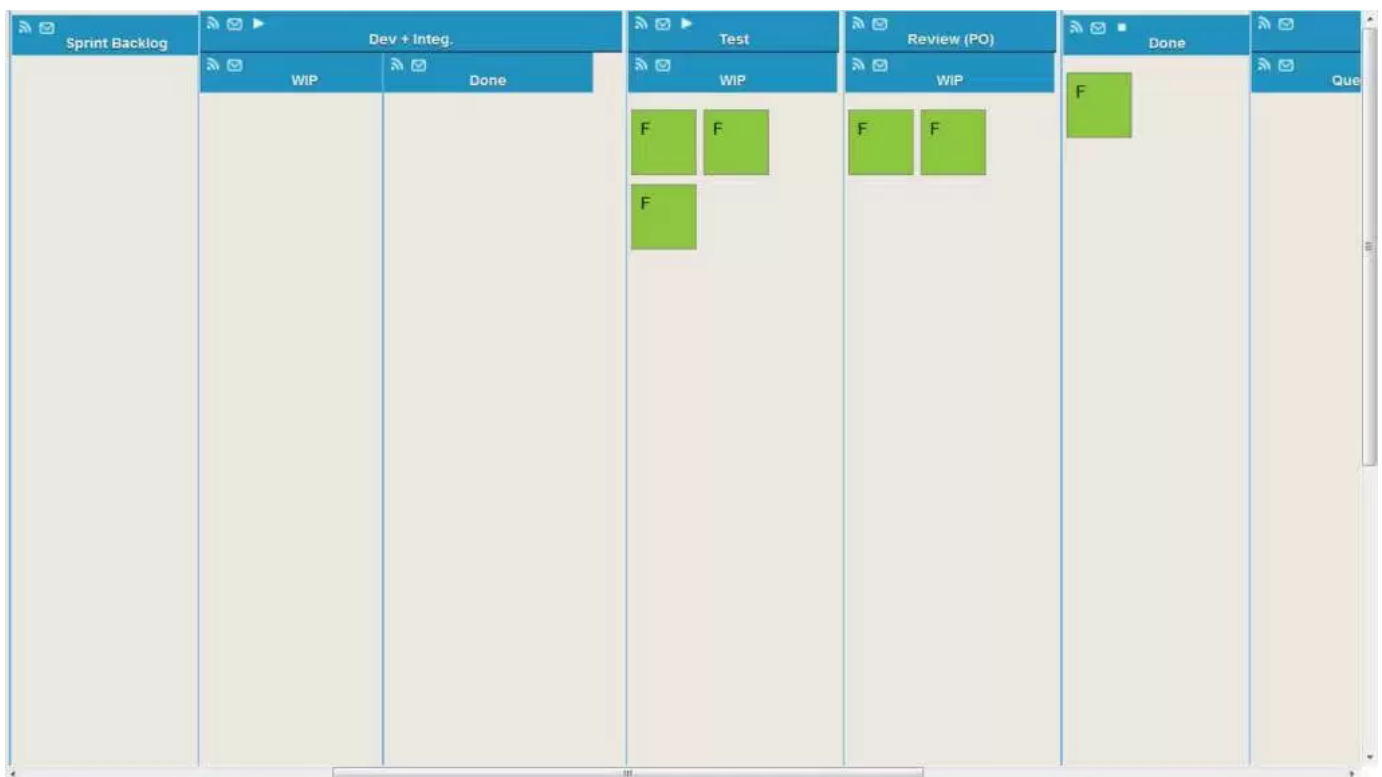 Sprint Backlog
Dev + Integ.
Test
Review (PO)
Done
WIP
Done
WIP
WIP
Que
F
F
F
F
F
F